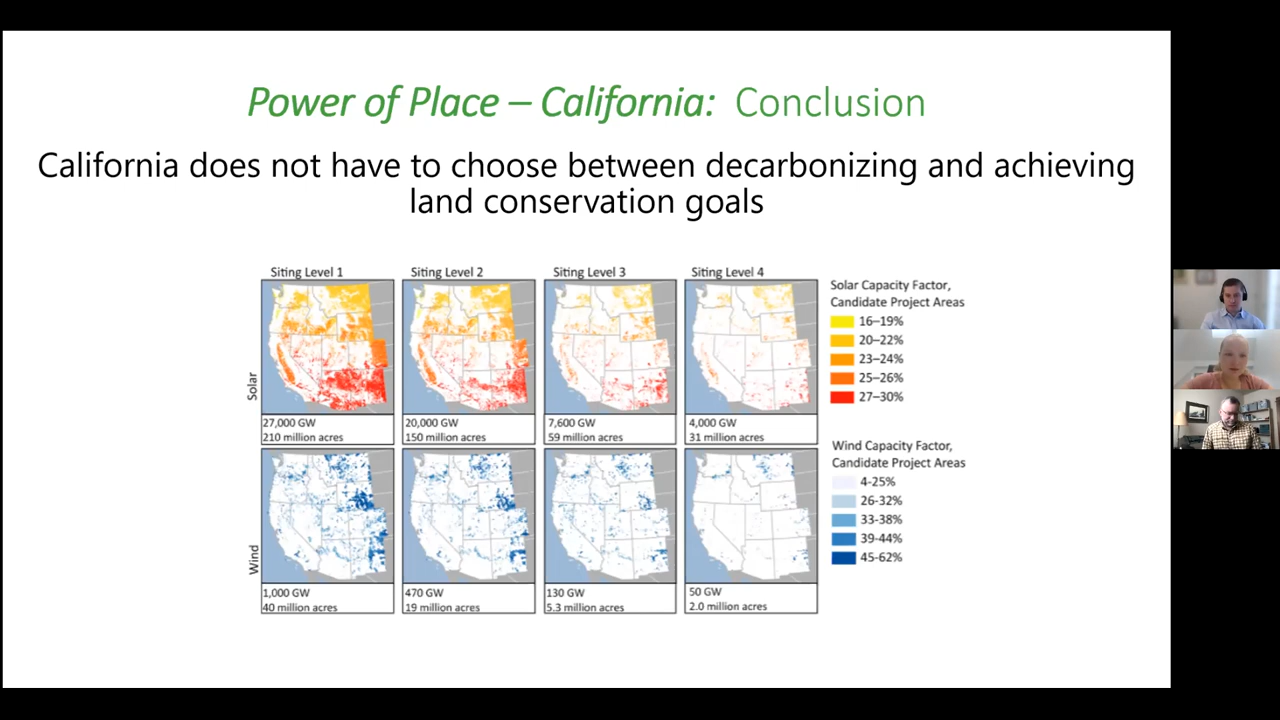 Power of Place – California: Conclusion
California does not have to choose between decarbonizing and achieving
land conservation goals
Siting Level 1
Siting Level 2
Siting Level 3
Siting Level 4
Solar
27,000 GW
210 million acres
20,000 GW
150 million acres
7,600 GW
59 million acres
4,000 GW
31 million acres
Solar Capacity Factor,
Candidate Project Areas
16–19%
20–22%
23–24%
25–26%
27–30%
Wind
1,000 GW
40 million acres
470 GW
19 million acres
130 GW
5.3 million acres
50 GW
2.0 million acres
Wind Capacity Factor,
Candidate Project Areas
4-25%
26-32%
33-38%
39-44%
45-62%